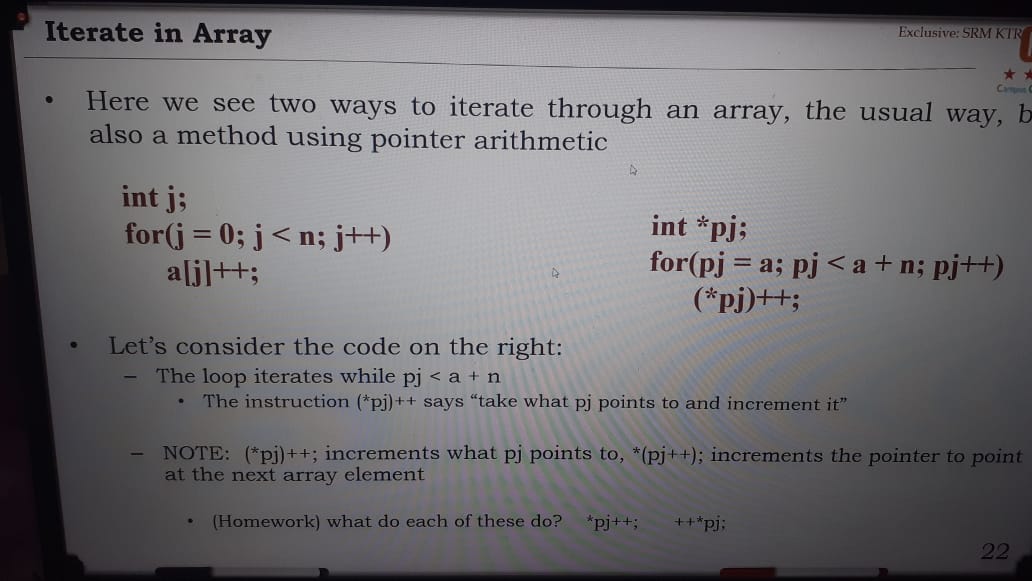 Iterate in Array
Exclusive: SRM KTR
• Here we see two ways to iterate through an array, the usual way, b
also a method using pointer arithmetic
int j;
for(j = 0; j < n; j++)
a[j]++;
int *pj;
for(pj = a; pj < a + n; pj++)
(*pj)++;
• Let's consider the code on the right:
– The loop iterates while pj < a + n
• The instruction (*pj)++ says “take what pj points to and increment it”
– NOTE: (*pj)++; increments what pj points to, *(pj++); increments the pointer to point
at the next array element
• (Homework) what do each of these do? *pj++; ++*pj;
22